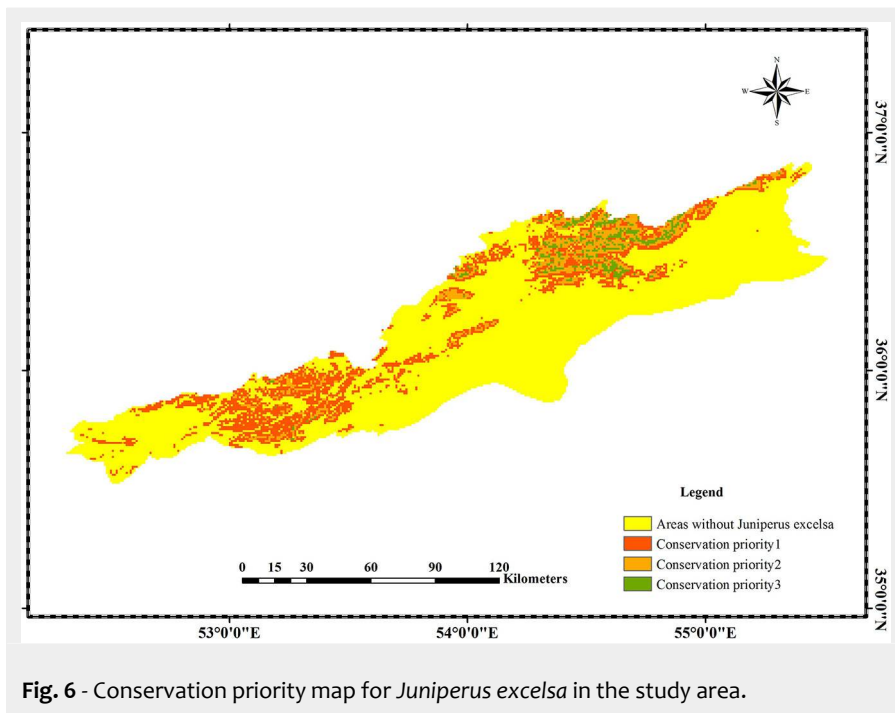 N
W E
S
37°0'0"N
36°0'0"N
35°0'0"N
Legend
Areas without Juniperus excelsa
Conservation priority1
Conservation priority2
Conservation priority3
0 15 30 60 90 120
Kilometers
53°0'0"E 54°0'0"E 55°0'0"E
Fig. 6 - Conservation priority map for Juniperus excelsa in the study area.